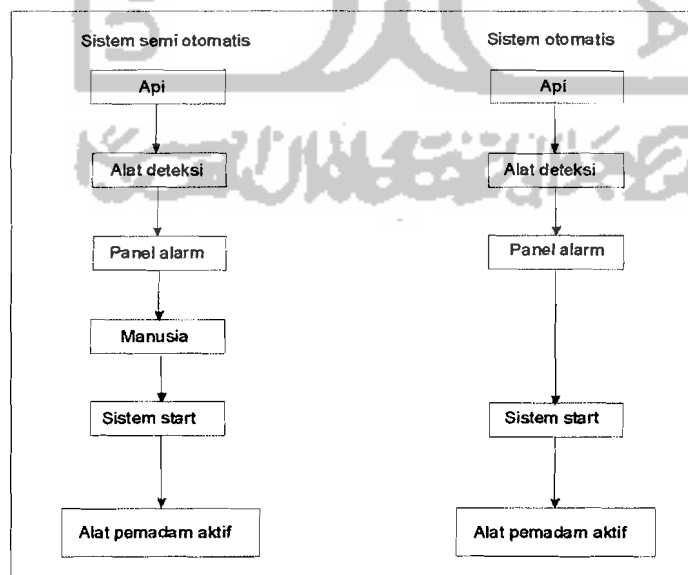 Sistem semi otomatis
Api
Alat deteksi
Panel alarm
Manusia
Sistem start
Alat pemadam aktif
Sistem otomatis
Api
Alat deteksi
Panel alarm
Sistem start
Alat pemadam aktif